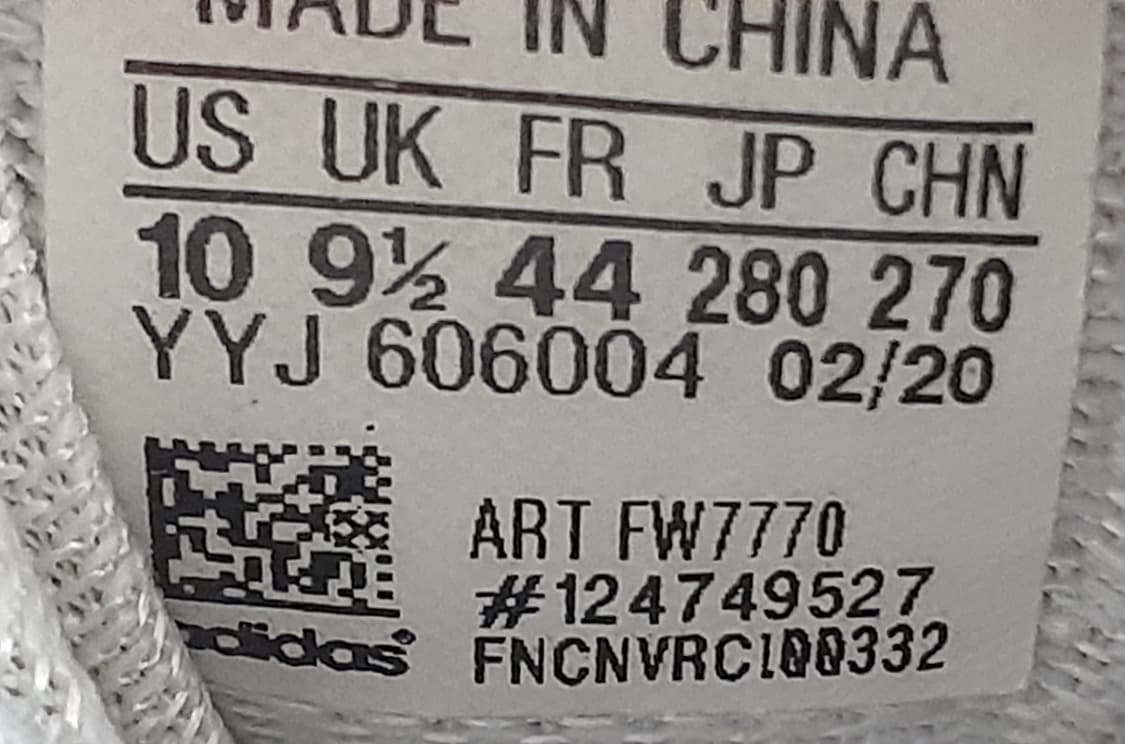 MADE IN CHINA
US UK FR JP CHN
10 9½ 44 280 270
YYJ 606004 02/20
ART FW7770
#124749527
adidas®